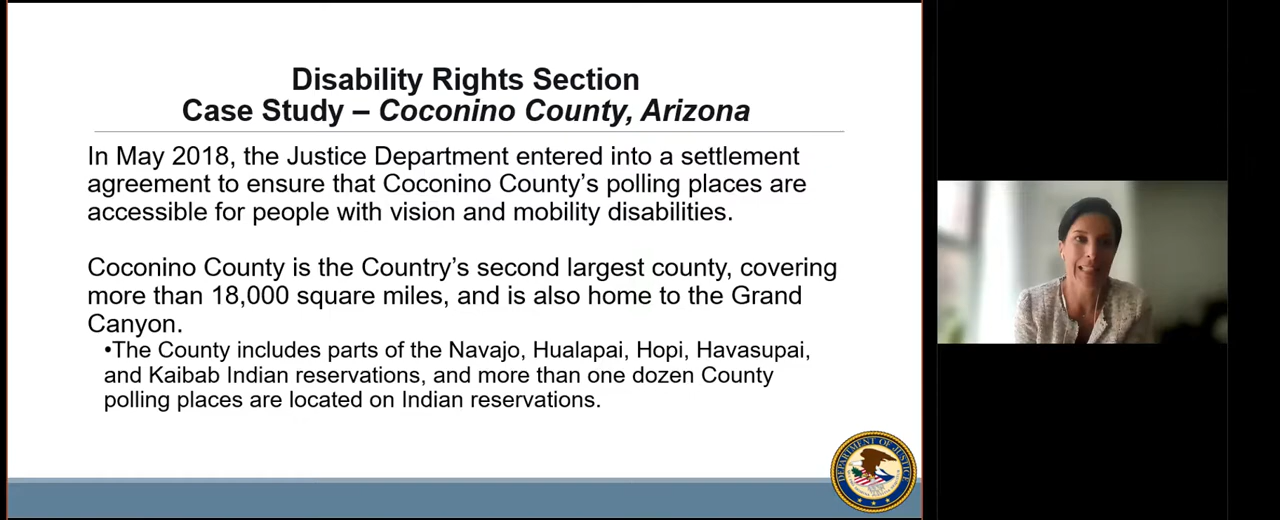 Disability Rights Section
Case Study – Coconino County, Arizona
In May 2018, the Justice Department entered into a settlement
agreement to ensure that Coconino County’s polling places are
accessible for people with vision and mobility disabilities.
Coconino County is the Country’s second largest county, covering
more than 18,000 square miles, and is also home to the Grand
Canyon.
•The County includes parts of the Navajo, Hualapai, Hopi, Havasupai,
and Kaibab Indian reservations, and more than one dozen County
polling places are located on Indian reservations.
DEPARTMENT OF JUSTICE